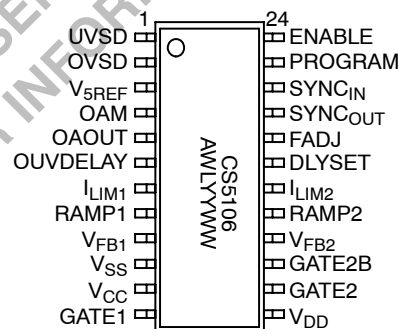 1 24
UVSD ENABLE
OVSD PROGRAM
V5REF SYNCIN
OAM SYNCOUT
OAOUT FADJ
OUVDELAY DLYSET
ILIM1 ILIM2
RAMP1 RAMP2
VFB1 VFB2
VSS GATE2B
VCC GATE2
GATE1 VDD
CS5106
AWLYYWW